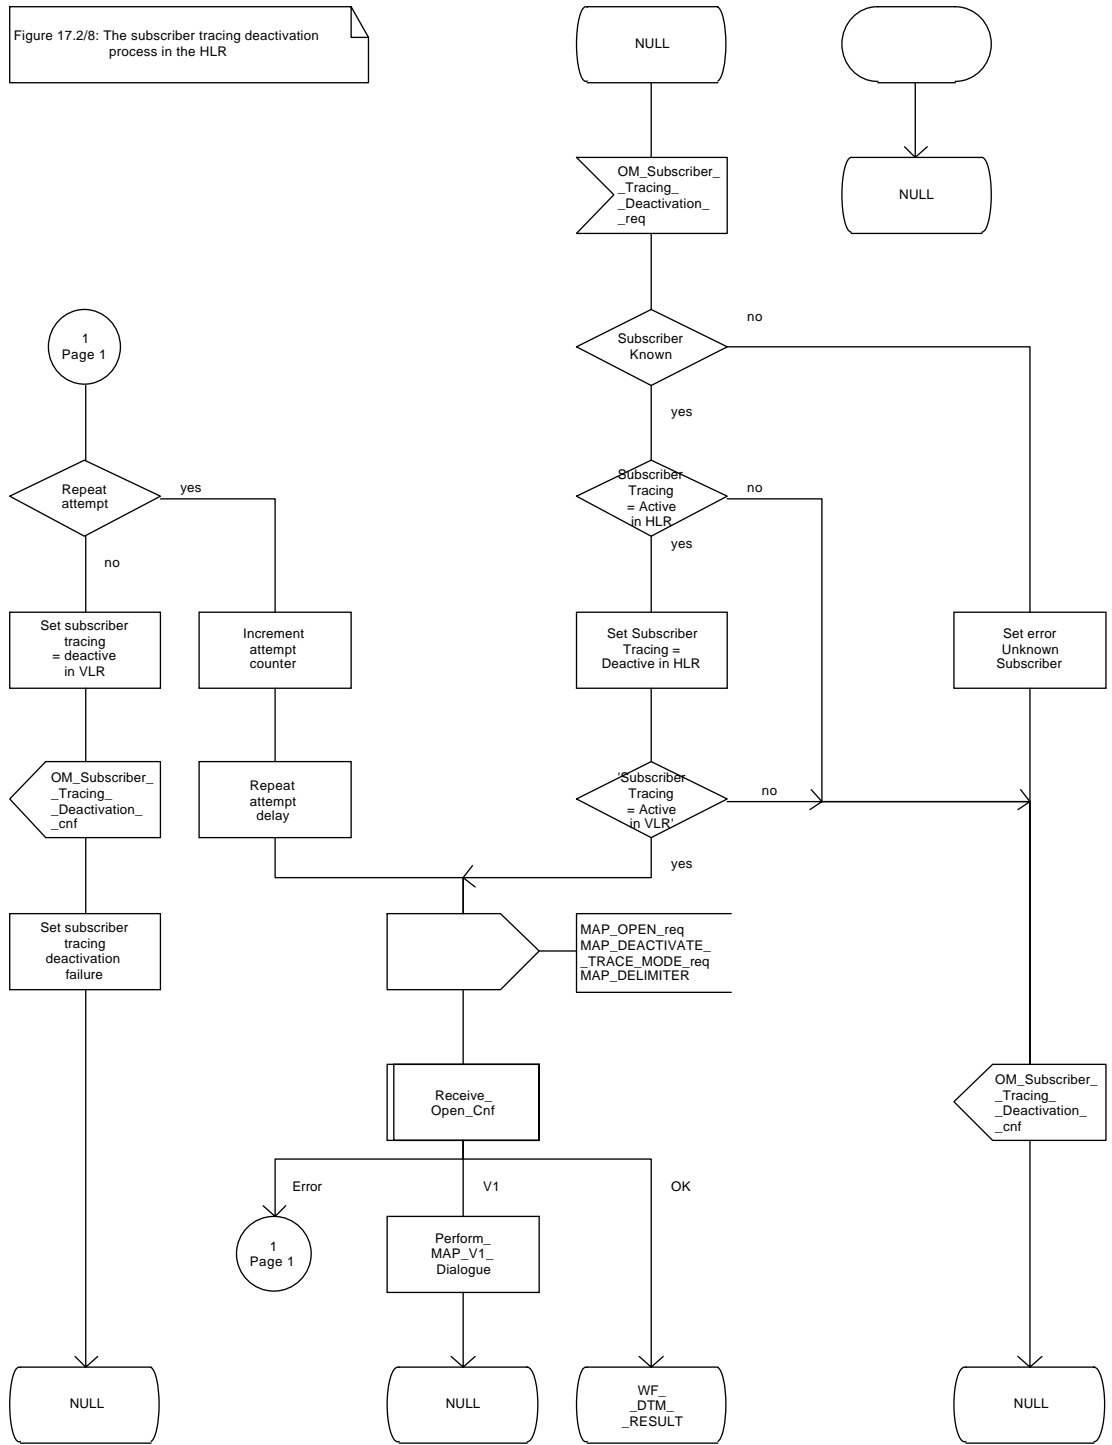 Figure 17.2/8: The subscriber tracing deactivation
process in the HLR
NULL
OM_Subscriber_
_Tracing_
_Deactivation_
_req
NULL
1
Page 1
Subscriber
Known
no
yes
Repeat
attempt
yes
no
Subscriber
Tracing
= Active
in HLR
no
yes
Set subscriber
tracing
= deactive
in VLR
Increment
attempt
counter
Set Subscriber
Tracing =
Deactive in HLR
Set error
Unknown
Subscriber
OM_Subscriber_
_Tracing_
_Deactivation_
_cnf
Repeat
attempt
delay
'Subscriber
Tracing
= Active
in VLR'
no
yes
Set subscriber
tracing
deactivation
failure
MAP_OPEN_req
MAP_DEACTIVATE_
_TRACE_MODE_req
MAP_DELIMITER
Receive_
Open_Cnf
OM_Subscriber_
_Tracing_
_Deactivation_
_cnf
Error
V1
OK
1
Page 1
Perform_
MAP_V1_
Dialogue
NULL
NULL
WF_
_DTM_
_RESULT
NULL